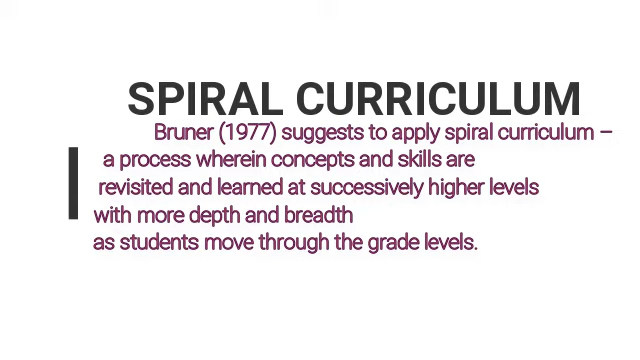 SPIRAL CURRICULUM
Bruner (1977) suggests to apply spiral curriculum –
a process wherein concepts and skills are
revisited and learned at successively higher levels
with more depth and breadth
as students move through the grade levels.